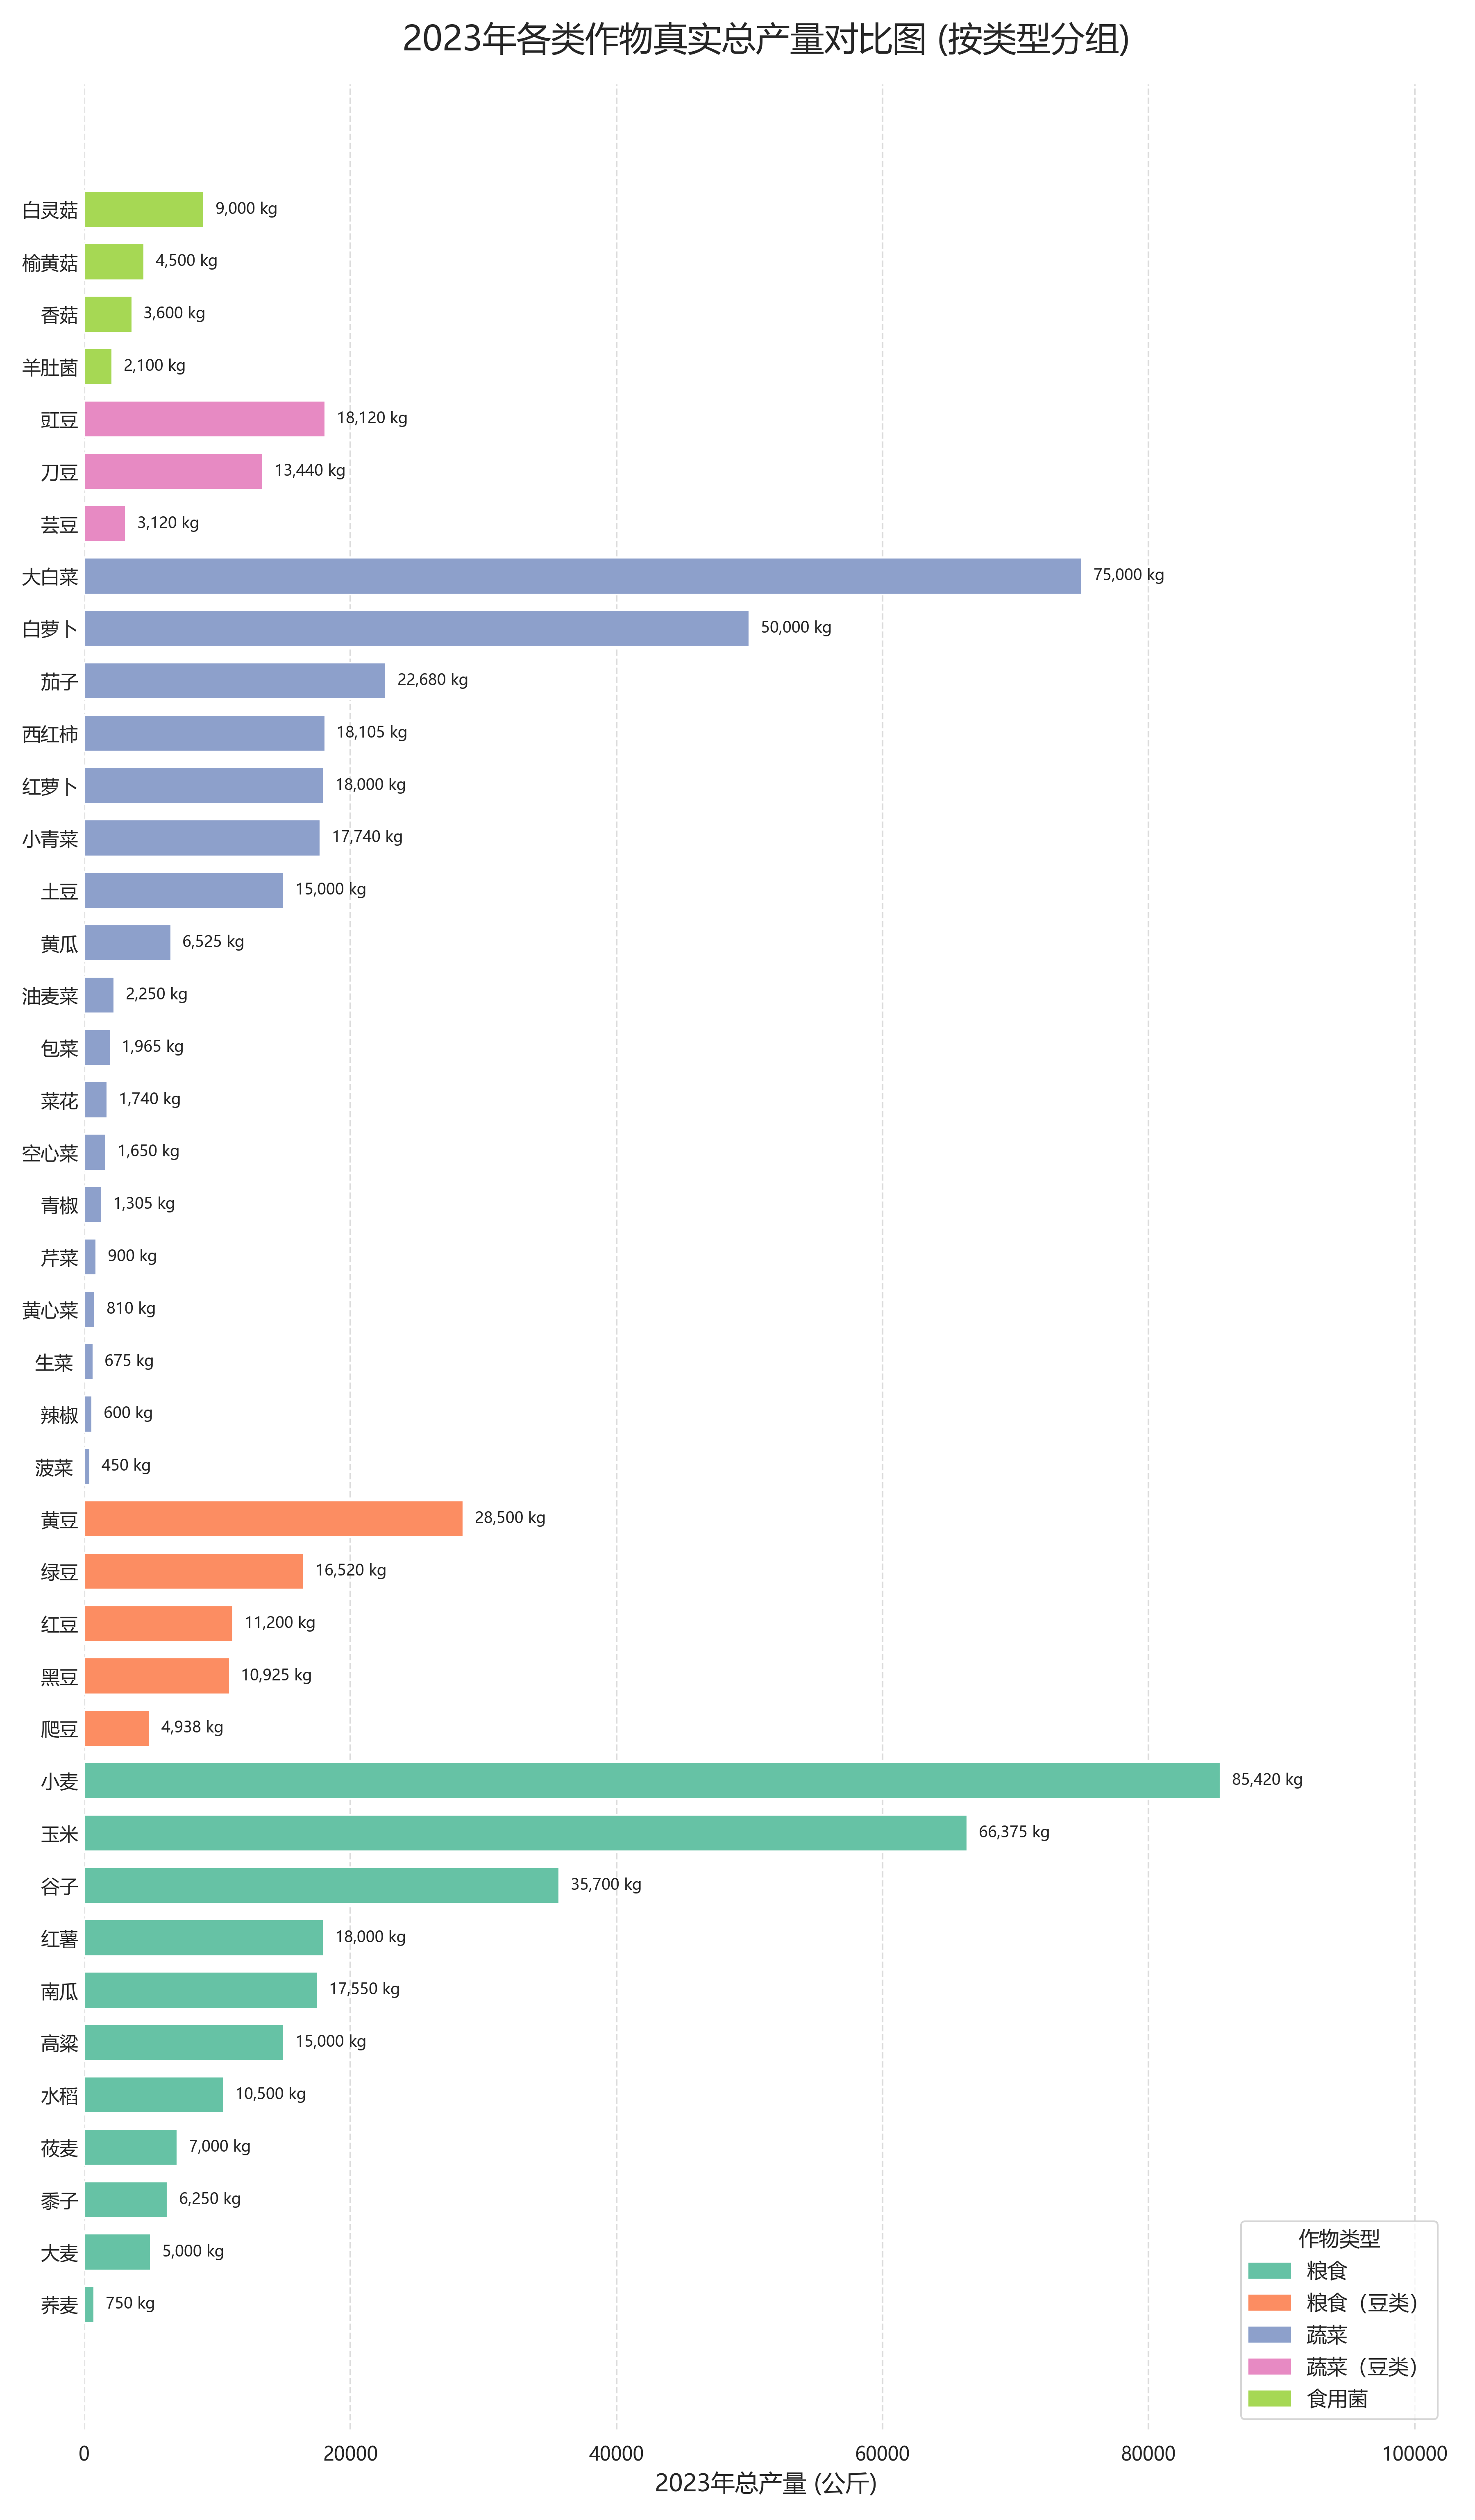 2023年各类作物真实总产量对比图 (按类型分组)
白灵菇 9,000 kg
榆黄菇 4,500 kg
香菇 3,600 kg
羊肚菌 2,100 kg
豇豆 18,120 kg
刀豆 13,440 kg
芸豆 3,120 kg
大白菜 75,000 kg
白萝卜 50,000 kg
茄子 22,680 kg
西红柿 18,105 kg
红萝卜 18,000 kg
小青菜 17,740 kg
土豆 15,000 kg
黄瓜 6,525 kg
油麦菜 2,250 kg
包菜 1,965 kg
菜花 1,740 kg
空心菜 1,650 kg
青椒 1,305 kg
芹菜 900 kg
黄心菜 810 kg
生菜 675 kg
辣椒 600 kg
菠菜 450 kg
黄豆 28,500 kg
绿豆 16,520 kg
红豆 11,200 kg
黑豆 10,925 kg
爬豆 4,938 kg
小麦 85,420 kg
玉米 66,375 kg
谷子 35,700 kg
红薯 18,000 kg
南瓜 17,550 kg
高粱 15,000 kg
水稻 10,500 kg
莜麦 7,000 kg
黍子 6,250 kg
大麦 5,000 kg
荞麦 750 kg
作物类型
粮食
粮食（豆类）
蔬菜
蔬菜（豆类）
食用菌
0 20000 40000 60000 80000 100000
2023年总产量 (公斤)